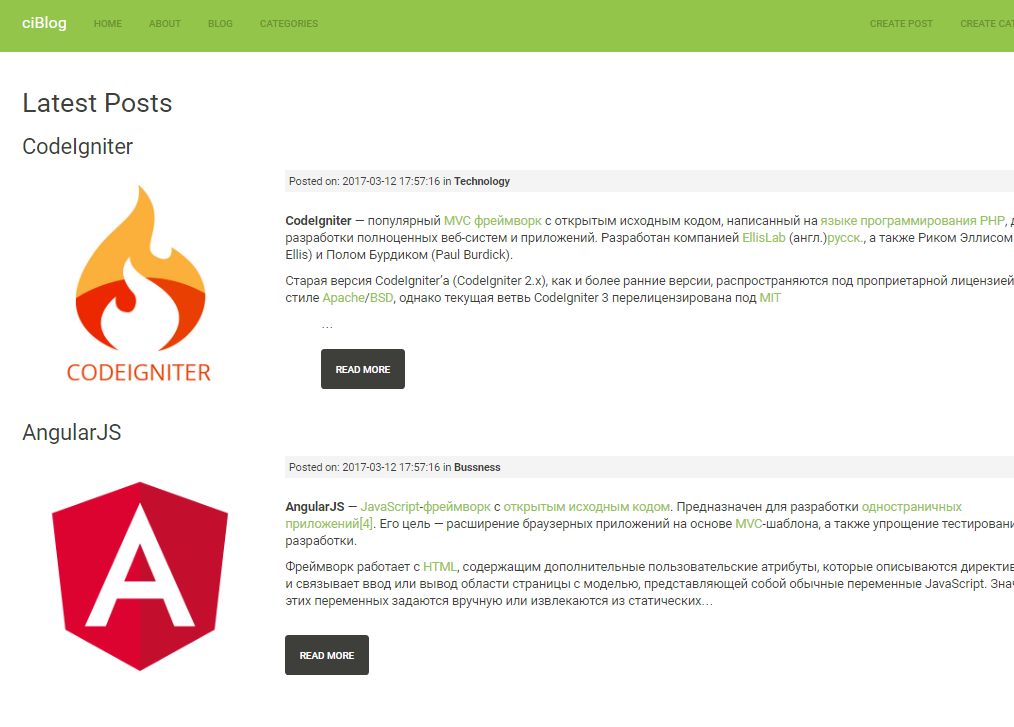 ciBlog HOME ABOUT BLOG CATEGORIES CREATE POST CREATE CAT
Latest Posts
CodeIgniter
CODEIGNITER
Posted on: 2017-03-12 17:57:16 in Technology
CodeIgniter — популярный MVC фреймворк с открытым исходным кодом, написанный на языке программирования PHP, д
разработки полноценных веб-систем и приложений. Разработан компанией EllisLab (англ.)русск., а также Риком Эллисом
Ellis) и Полом Бурдиком (Paul Burdick).
Старая версия CodeIgniter'а (CodeIgniter 2.x), как и более ранние версии, распространяются под проприетарной лицензией
стиле Apache/BSD, однако текущая ветвь CodeIgniter 3 перелицензирована под MIT
…
READ MORE
AngularJS
Posted on: 2017-03-12 17:57:16 in Bussness
AngularJS — JavaScript-фреймворк с открытым исходным кодом. Предназначен для разработки одностраничных
приложений[4]. Его цель — расширение браузерных приложений на основе MVC-шаблона, а также упрощение тестировани
разработки.
Фреймворк работает с HTML, содержащим дополнительные пользовательские атрибуты, которые описываются директив
и связывает ввод или вывод области страницы с моделью, представляющей собой обычные переменные JavaScript. Знач
этих переменных задаются вручную или извлекаются из статических…
READ MORE